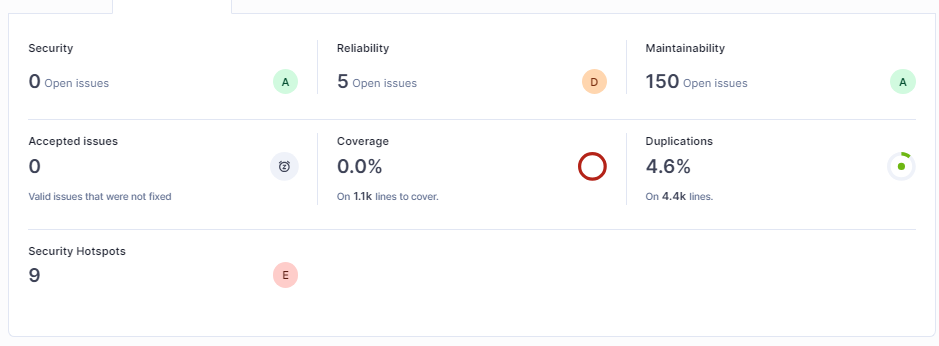 Security
0 Open issues
A
Reliability
5 Open issues
D
Maintainability
150 Open issues
A
Accepted issues
0
Valid issues that were not fixed
Coverage
0.0%
On 1.1k lines to cover.
Duplications
4.6%
On 4.4k lines.
Security Hotspots
9
E